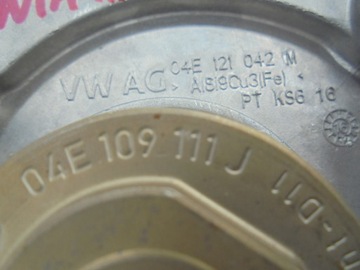 VW AG 04E 121 042 M
>AlSi9Cu3(Fe)<
PT KS6 16
04E 109 111 J